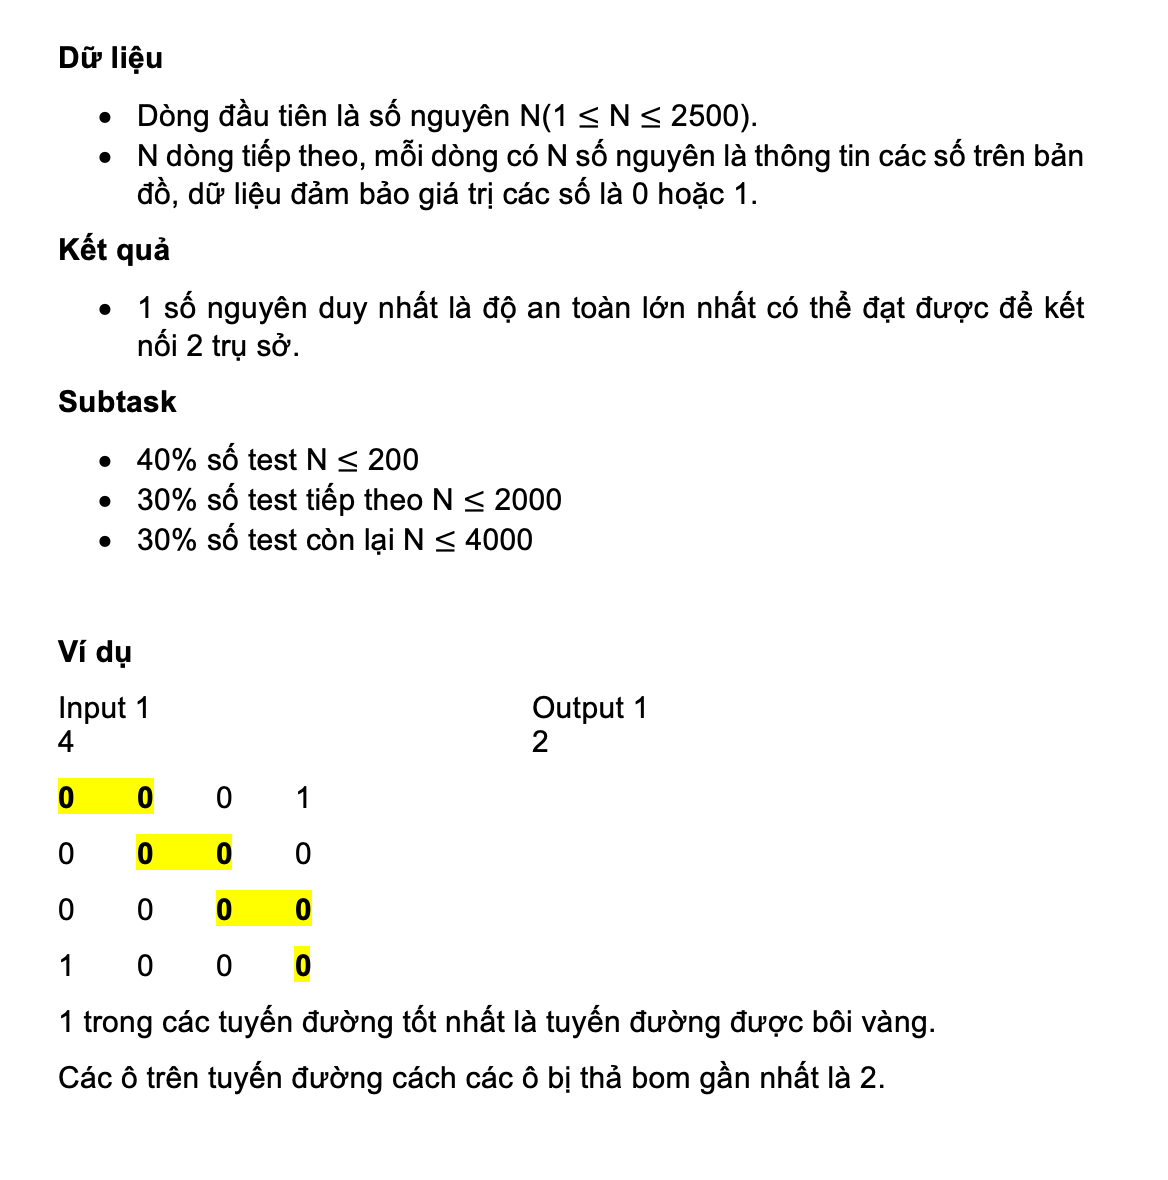 Dữ liệu
• Dòng đầu tiên là số nguyên N(1 ≤ N ≤ 2500).
• N dòng tiếp theo, mỗi dòng có N số nguyên là thông tin các số trên bản
đồ, dữ liệu đảm bảo giá trị các số là 0 hoặc 1.
Kết quả
• 1 số nguyên duy nhất là độ an toàn lớn nhất có thể đạt được để kết
nối 2 trụ sở.
Subtask
• 40% số test N ≤ 200
• 30% số test tiếp theo N ≤ 2000
• 30% số test còn lại N ≤ 4000
Ví dụ
Input 1 Output 1
4 2
0 0 0 1
0 0 0 0
0 0 0 0
1 0 0 0
1 trong các tuyến đường tốt nhất là tuyến đường được bôi vàng.
Các ô trên tuyến đường cách các ô bị thả bom gần nhất là 2.